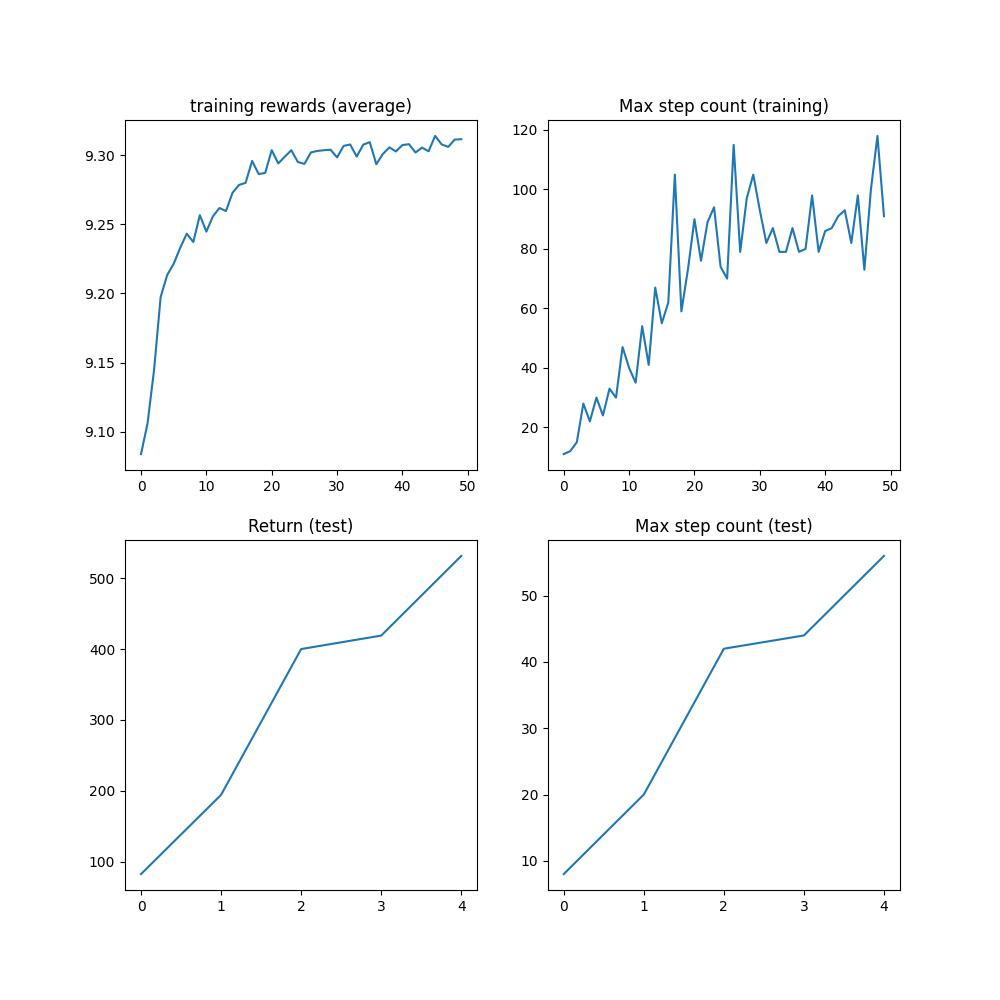 training rewards (average)
9.30
9.25
9.20
9.15
9.10
0 10 20 30 40 50
Max step count (training)
120
100
80
60
40
20
0 10 20 30 40 50
Return (test)
500
400
300
200
100
0 1 2 3 4
Max step count (test)
50
40
30
20
10
0 1 2 3 4